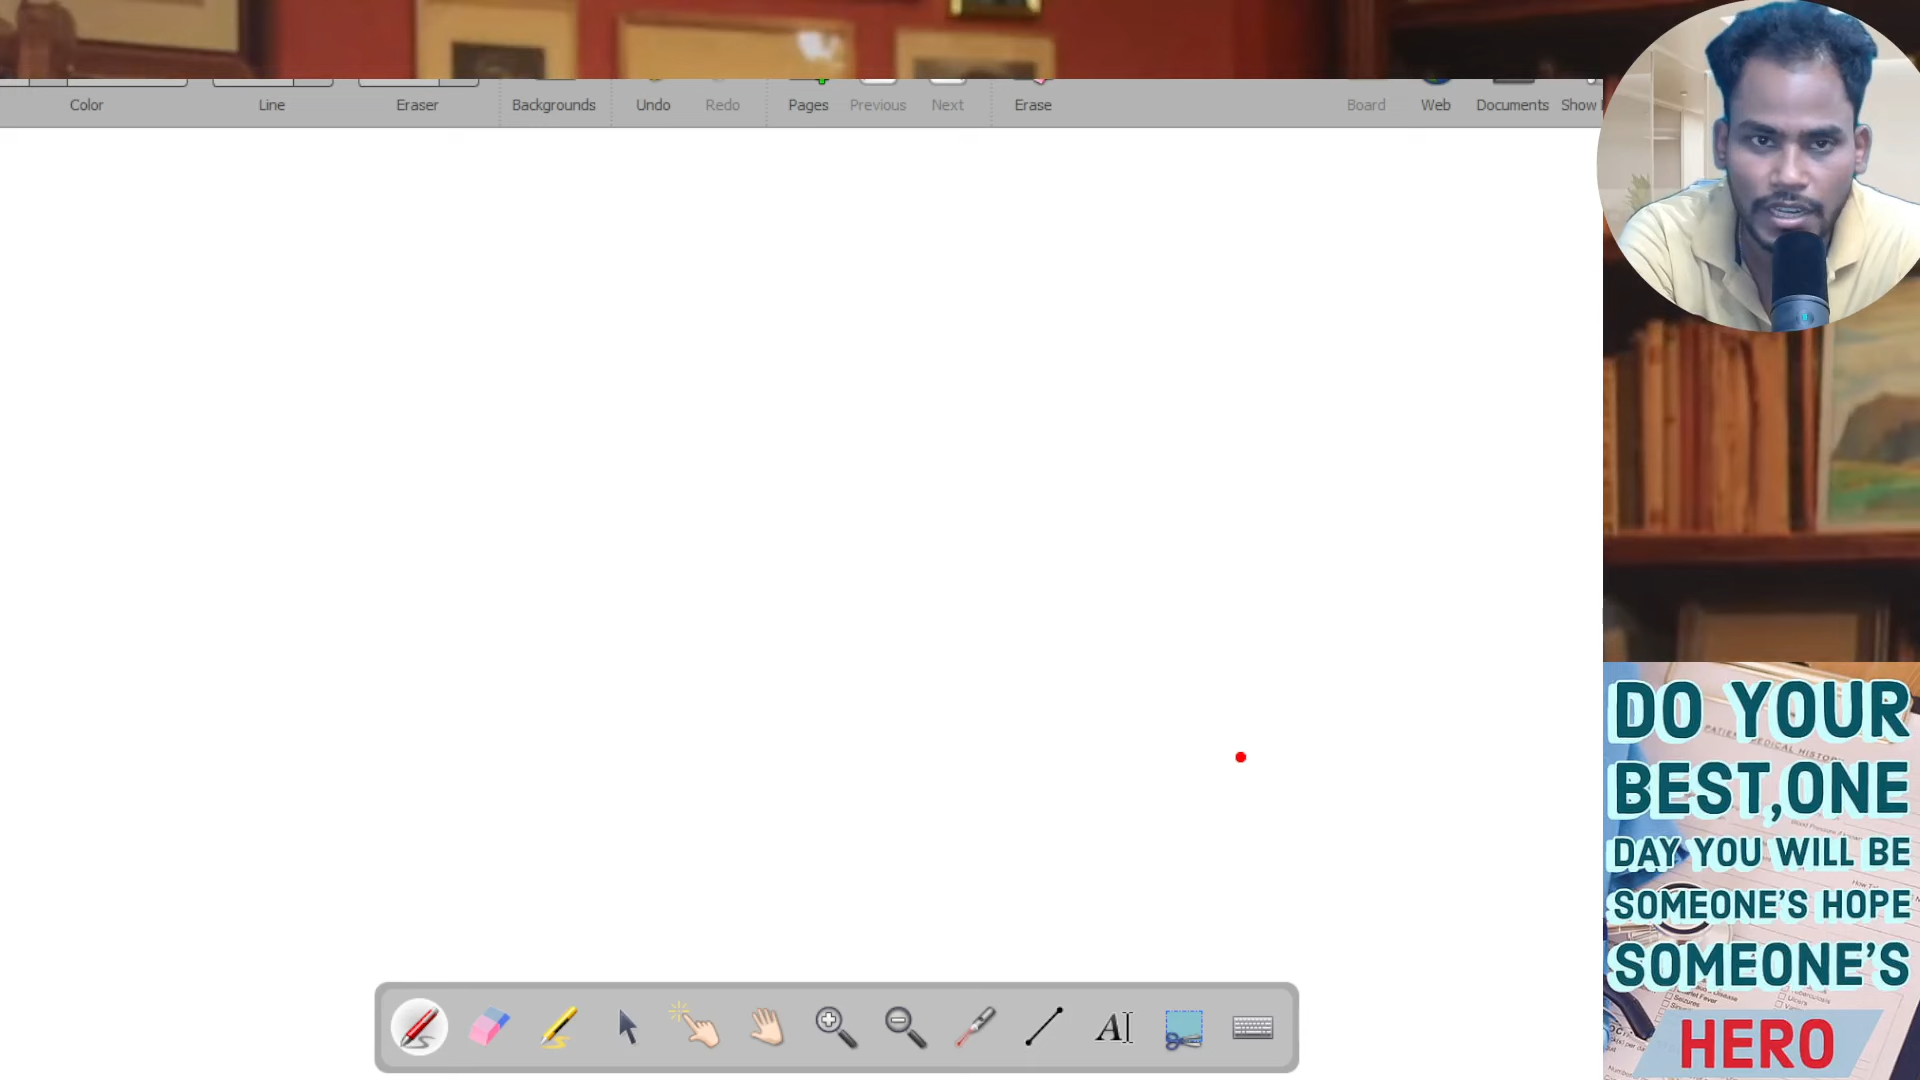 Color Line Eraser Backgrounds Undo Redo Pages Previous Next Erase Board Web Documents Show
DO YOUR
BEST,ONE
DAY YOU WILL BE
SOMEONE'S HOPE
SOMEONE'S
HERO